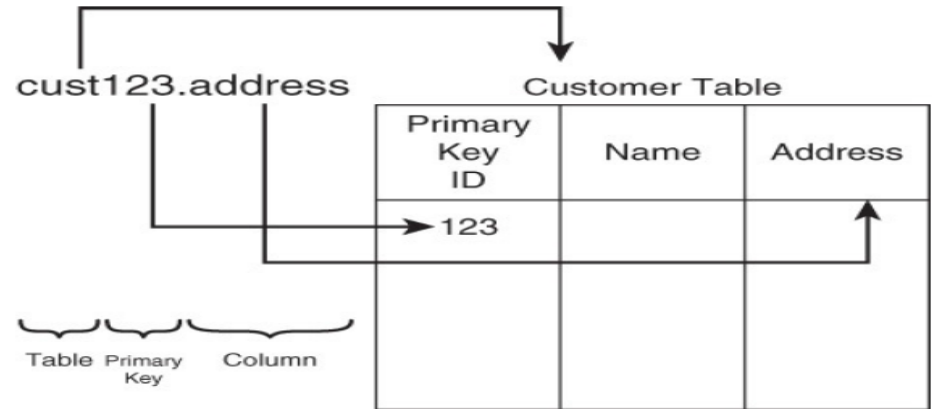 cust123.address
Customer Table
Primary
Key
ID
Name
Address
123
Table
Primary
Key
Column